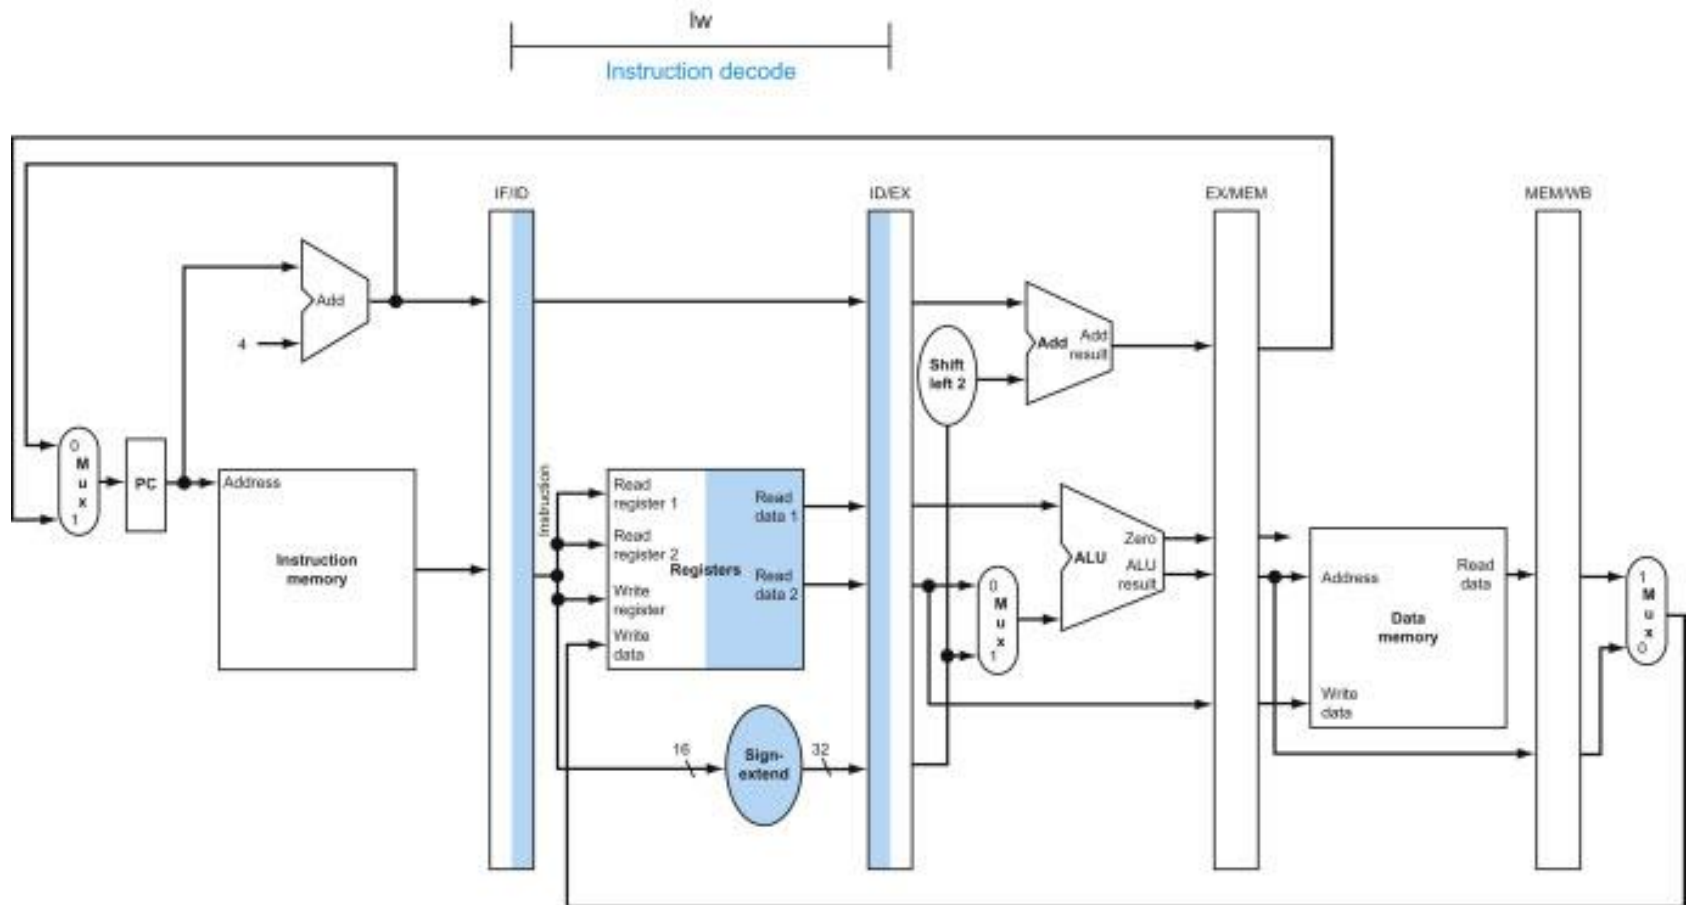 lw
Instruction decode
IF/ID
ID/EX
EX/MEM
MEM/WB
Add
4
Add
Add
result
Shift
left 2
0
M
u
x
1
PC
Address
Instruction
memory
Instruction
Read
register 1
Read
register 2
Registers
Write
register
Write
data
Read
data 1
Read
data 2
16
Sign-
extend
32
0
M
u
x
1
Zero
ALU
ALU
result
Address
Read
data
Data
memory
Write
data
1
M
u
x
0